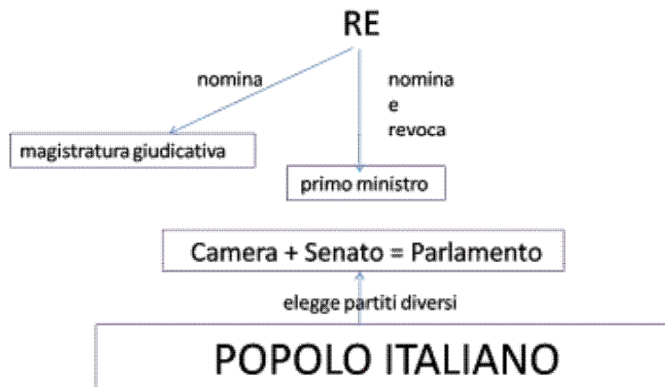 RE
nomina
nomina
e
revoca
magistratura giudicativa
primo ministro
Camera + Senato = Parlamento
elegge partiti diversi
POPOLO ITALIANO